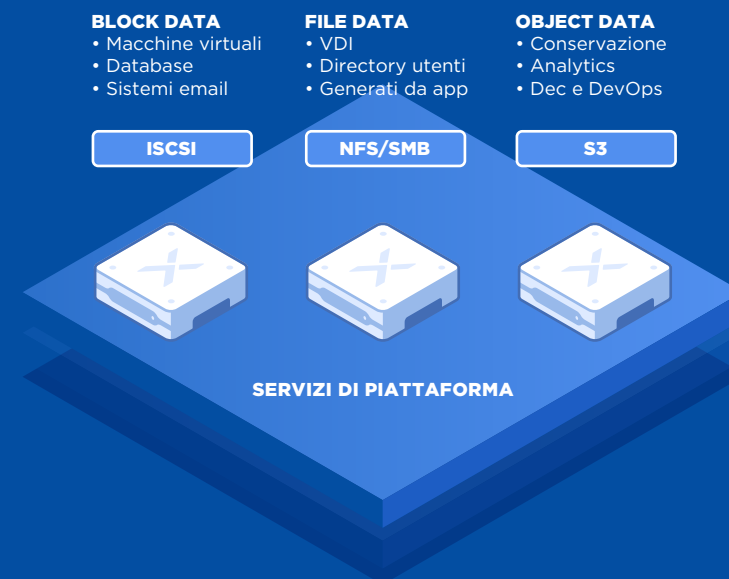 BLOCK DATA
• Macchine virtuali
• Database
• Sistemi email
ISCSI
FILE DATA
• VDI
• Directory utenti
• Generati da app
NFS/SMB
OBJECT DATA
• Conservazione
• Analytics
• Dec e DevOps
S3
SERVIZI DI PIATTAFORMA